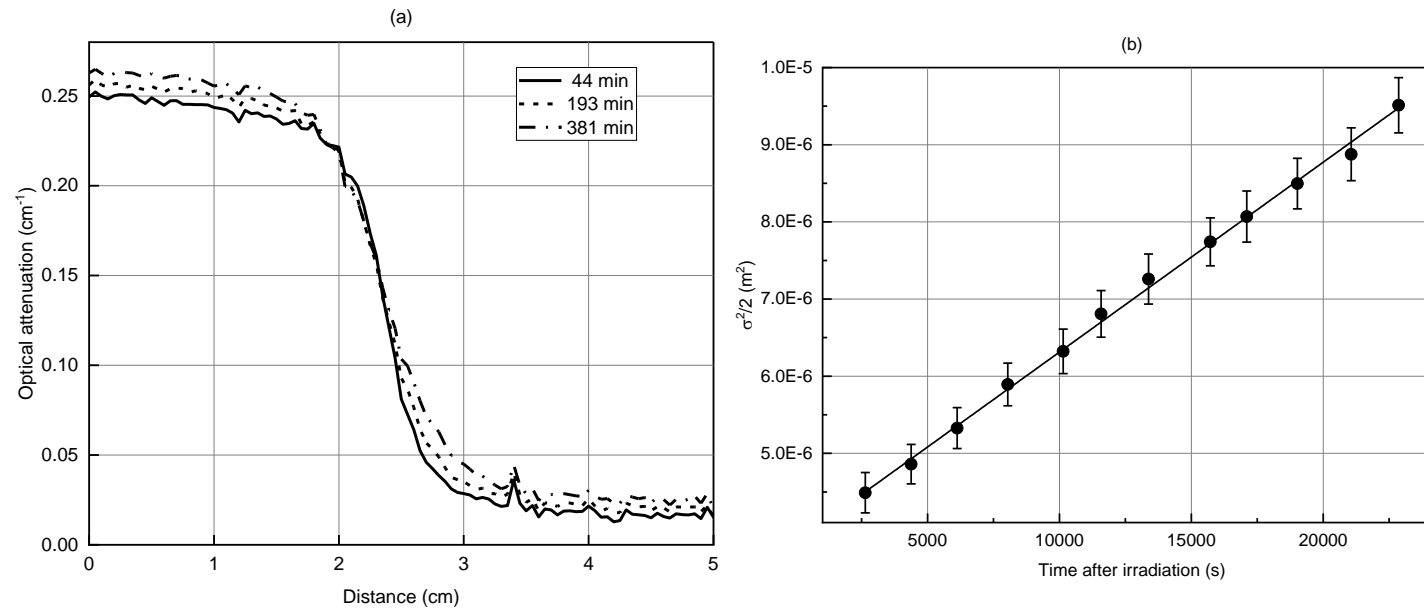 (a)
44 min
193 min
381 min
Optical attenuation (cm⁻¹)
0.25
0.20
0.15
0.10
0.05
0.00
0
1
2
3
4
5
Distance (cm)
(b)
σ²/2 (m²)
1.0E-5
9.0E-6
8.0E-6
7.0E-6
6.0E-6
5.0E-6
5000
10000
15000
20000
Time after irradiation (s)